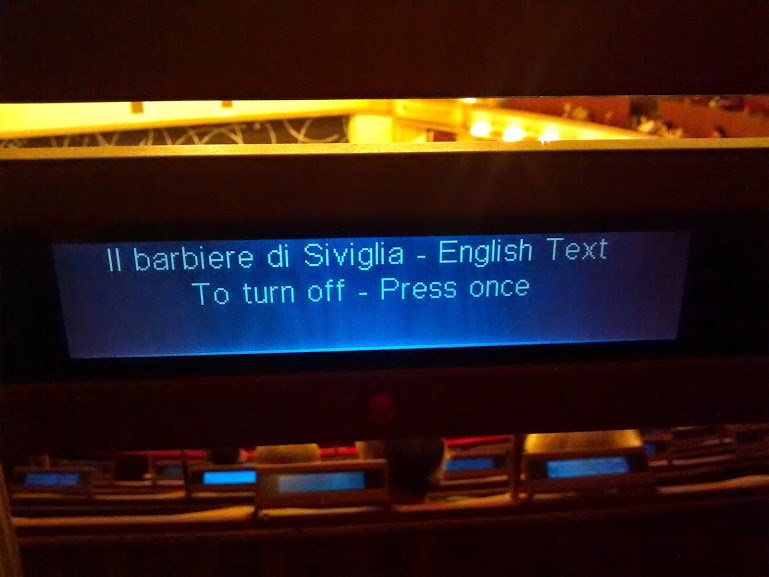 Il barbiere di Siviglia - English Text
To turn off - Press once